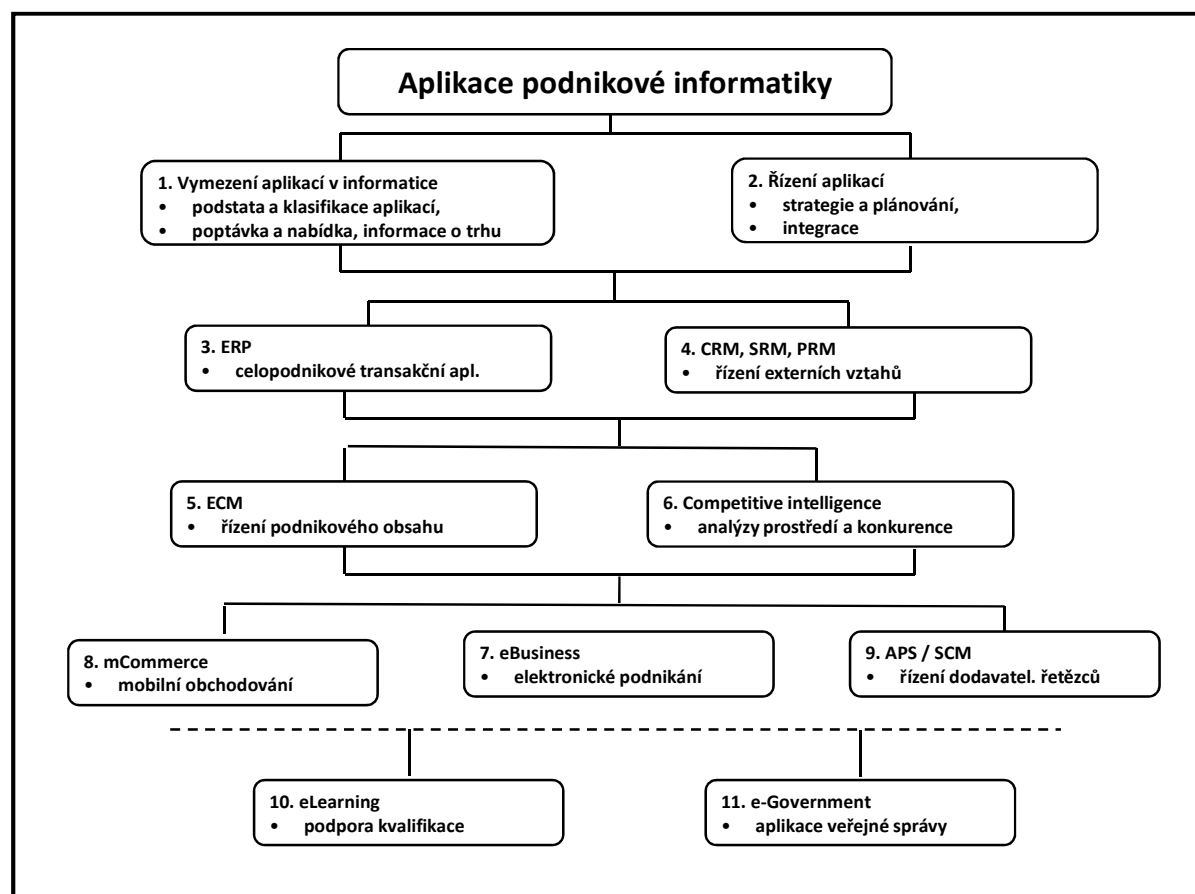 Aplikace podnikové informatiky
1. Vymezení aplikací v informatice
• podstata a klasifikace aplikací,
• poptávka a nabídka, informace o trhu
2. Řízení aplikací
• strategie a plánování,
• integrace
3. ERP
• celopodnikové transakční apl.
4. CRM, SRM, PRM
• řízení externích vztahů
5. ECM
• řízení podnikového obsahu
6. Competitive intelligence
• analýzy prostředí a konkurence
8. mCommerce
• mobilní obchodování
7. eBusiness
• elektronické podnikání
9. APS / SCM
• řízení dodavatel. řetězců
10. eLearning
• podpora kvalifikace
11. e-Government
• aplikace veřejné správy